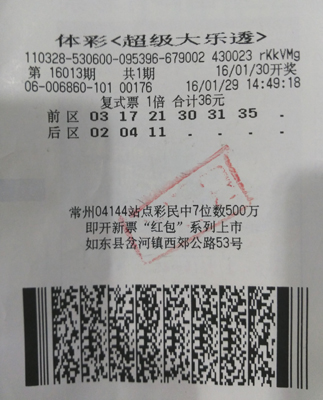 体彩<超级大乐透>
110328-530600-095396-679002 430023 rKkVMg
第 16013期 共1期 16/01/30开奖
06-006860-101 00176 16/01/29 14:49:18
复式票 1倍 合计36元
前区 03 17 21 30 31 35 -
后区 02 04 11 -
常州04144站点彩民中7位数500万
即开新票“红包”系列上市
如东县岔河镇西郊公路53号